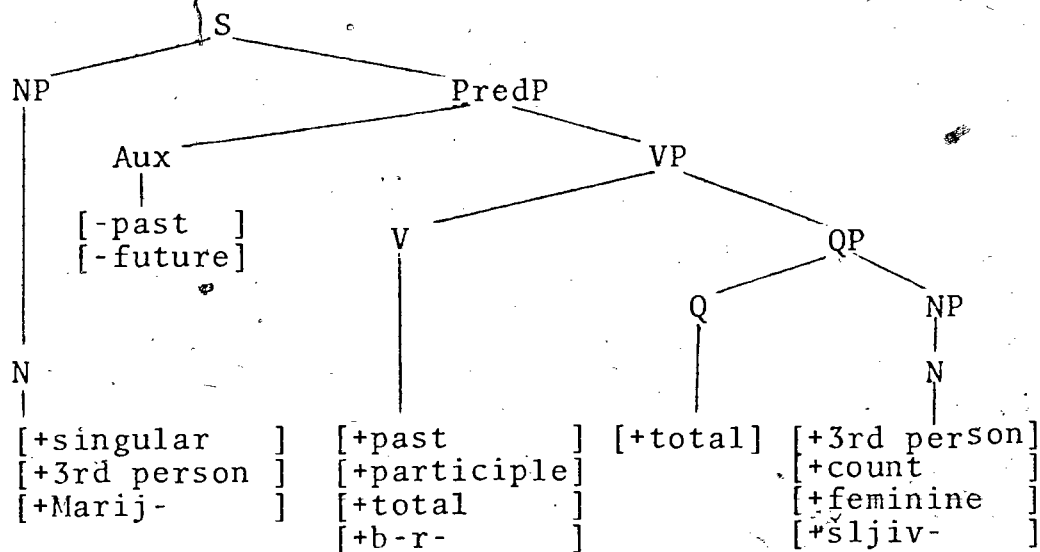 S
NP PredP
Aux VP
[-past ]
[-future]
V QP
Q NP
N N
[+singular ] [+past ] [+total] [+3rd person]
[+3rd person ] [+participle] [+count ]
[+Marij- ] [+total ] [+feminine ]
[+b-r- ] [+šljiv- ]